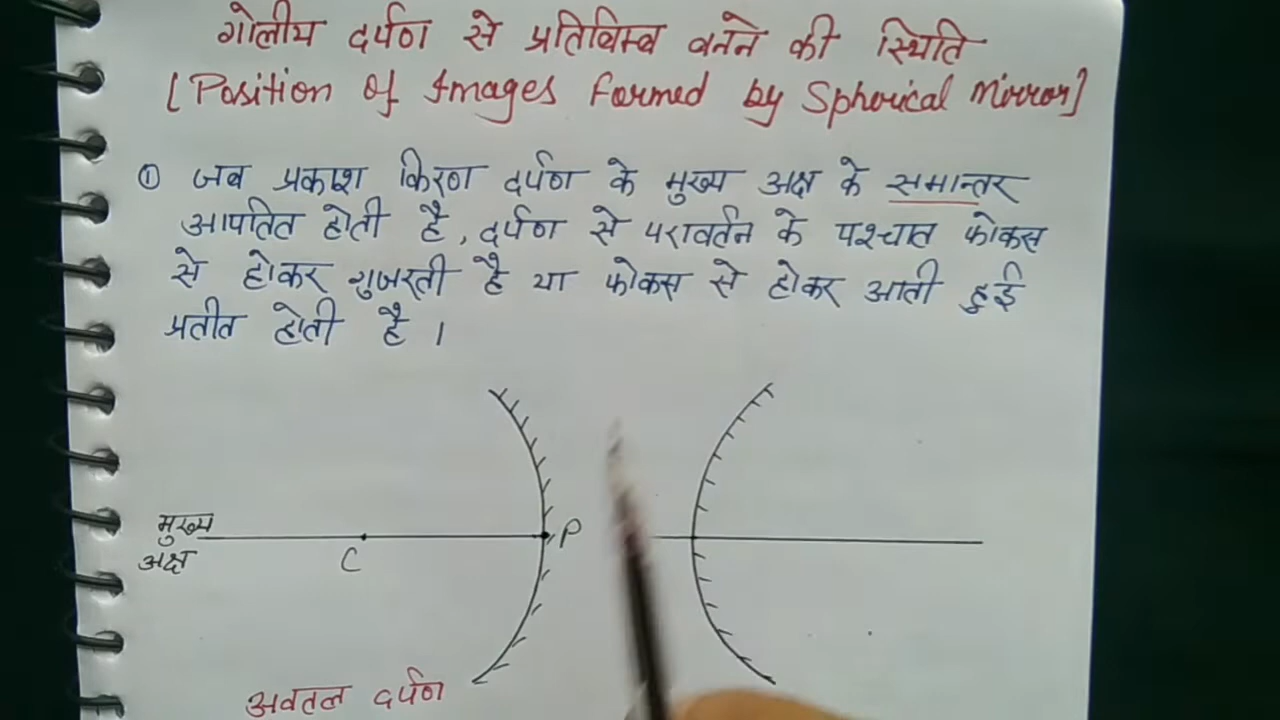 गोलीय दर्पण से प्रतिबिम्ब बनने की स्थिति
[Position of Images formed by Spherical Mirror]
① जब प्रकाश किरण दर्पण के मुख्य अक्ष के समान्तर
आपतित होती है, दर्पण से परावर्तन के पश्चात फोकस
से होकर गुजरती है या फोकस से होकर आती हुई
प्रतीत होती है ।
मुख्य
अक्ष
C
P
अवतल दर्पण